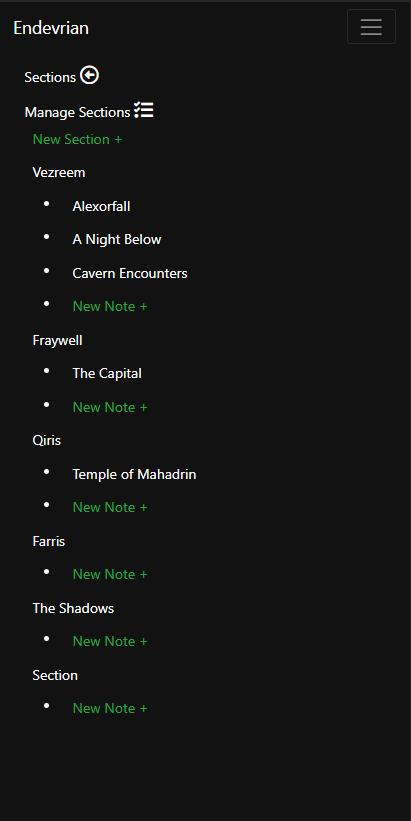 Endevrian
Sections
Manage Sections
New Section +
Vezreem
Alexorfall
A Night Below
Cavern Encounters
New Note +
Fraywell
The Capital
New Note +
Qiris
Temple of Mahadrin
New Note +
Farris
New Note +
The Shadows
New Note +
Section
New Note +